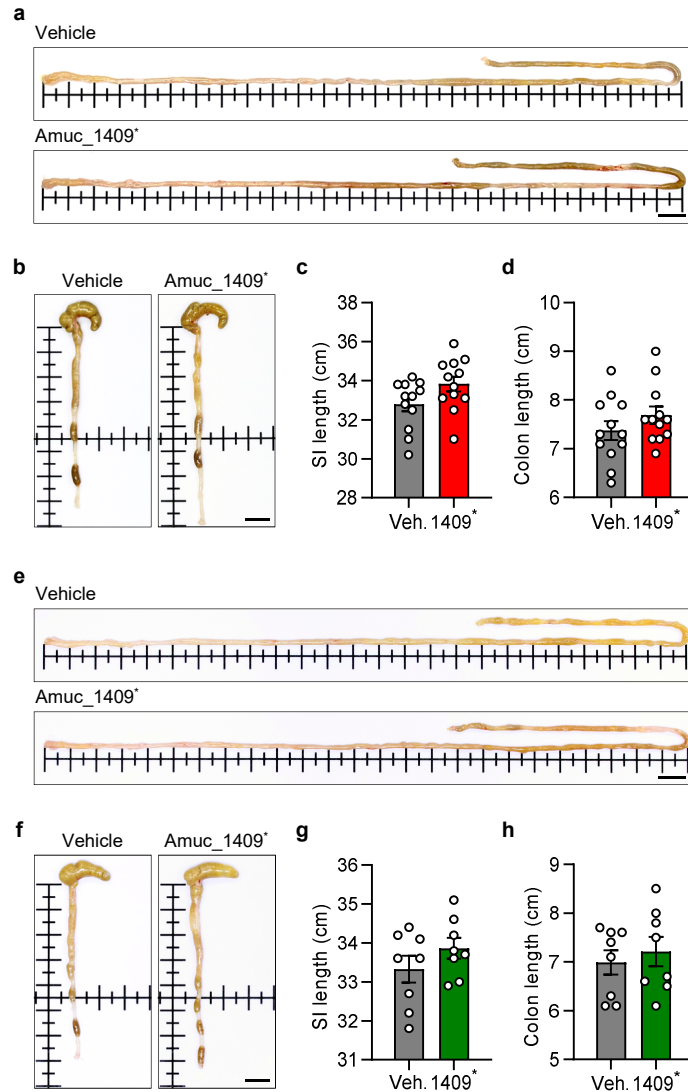 a
Vehicle
Amuc_1409*
b
Vehicle
Amuc_1409*
c
SI length (cm)
38
36
34
32
30
28
Veh. 1409*
d
Colon length (cm)
10
9
8
7
6
Veh. 1409*
e
Vehicle
Amuc_1409*
f
Vehicle
Amuc_1409*
g
SI length (cm)
36
35
34
33
32
31
Veh. 1409*
h
Colon length (cm)
9
8
7
6
5
Veh. 1409*